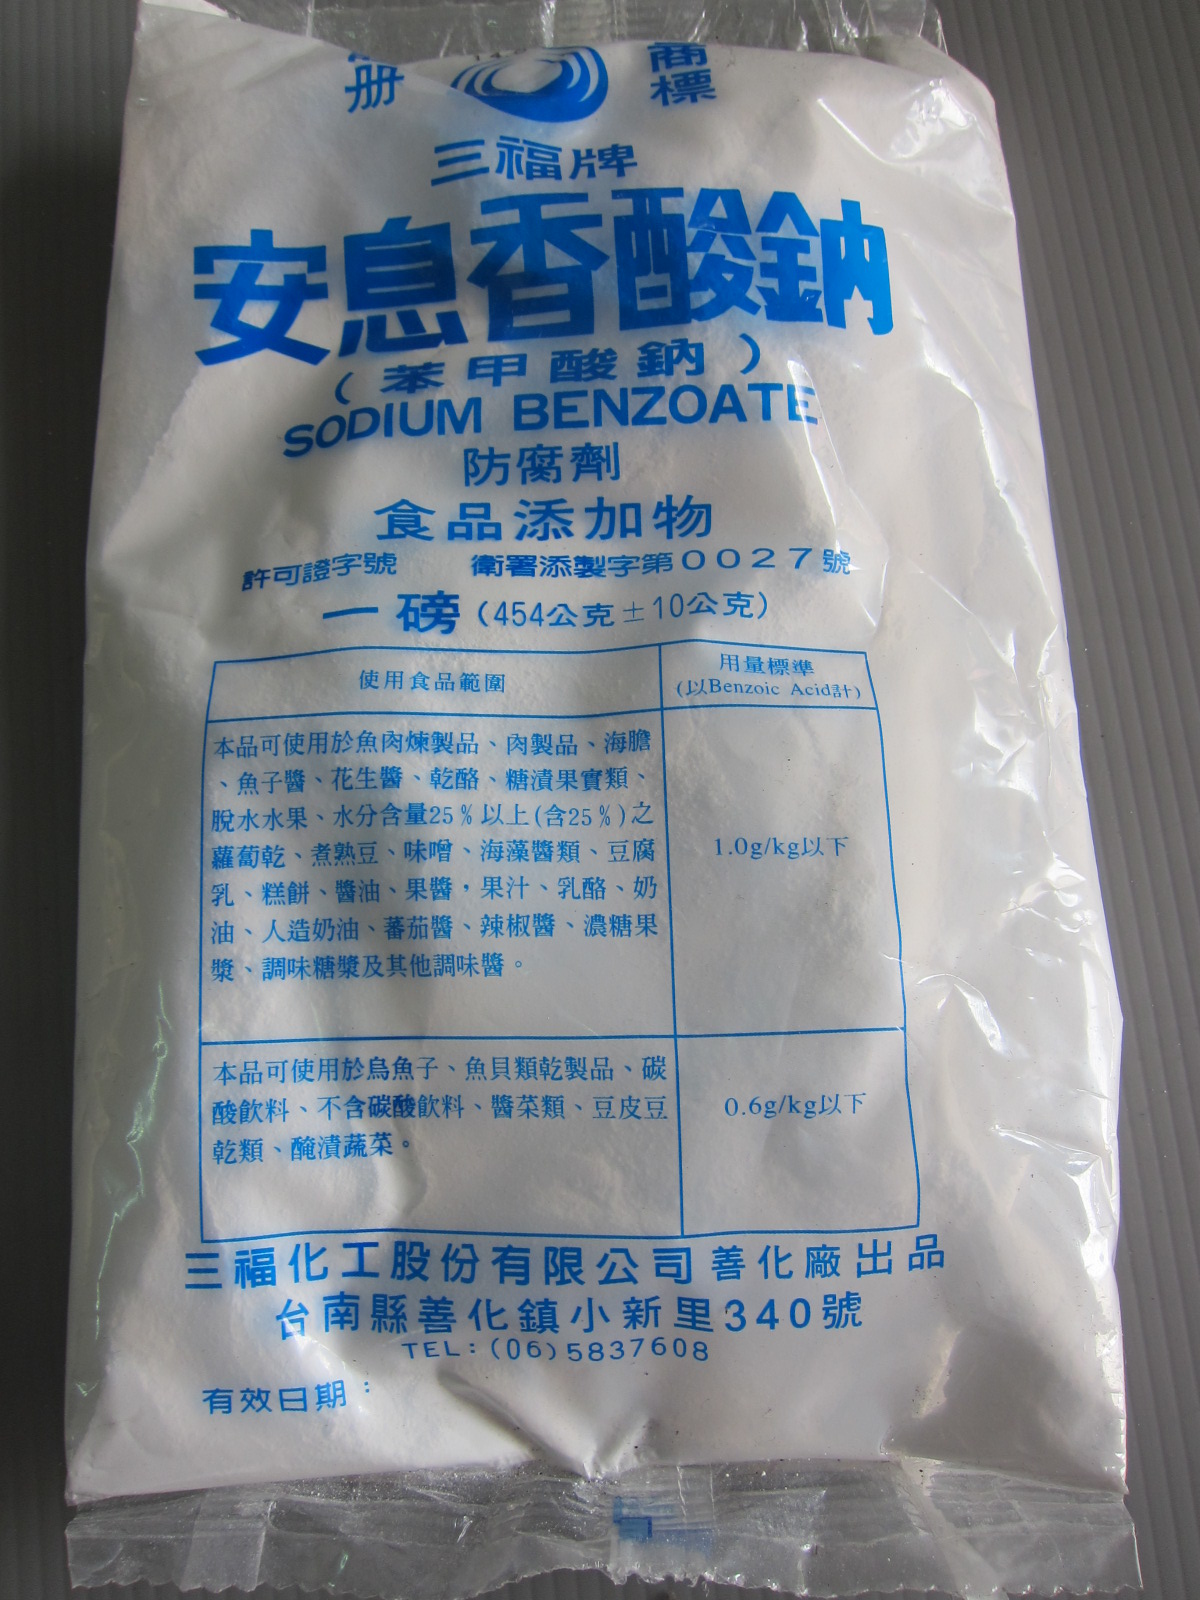 册 商標
三福牌
安息香酸鈉
（苯甲酸鈉）
SODIUM BENZOATE
防腐劑
食品添加物
許可證字號 衛署添製字第0027號
一磅(454公克±10公克)
使用食品範圍
用量標準
(以Benzoic Acid計)
本品可使用於魚肉煉製品、肉製品、海膽
、魚子醬、花生醬、乾酪、糖漬果實類、
脫水水果、水分含量25%以上(含25%)之
蘿蔔乾、煮熟豆、味噌、海藻醬類、豆腐
乳、糕餅、醬油、果醬，果汁、乳酪、奶
油、人造奶油、蕃茄醬、辣椒醬、濃糖果
漿、調味糖漿及其他調味醬。
1.0g/kg以下
本品可使用於烏魚子、魚貝類乾製品、碳
酸飲料、不含碳酸飲料、醬菜類、豆皮豆
乾類、醃漬蔬菜。
0.6g/kg以下
三福化工股份有限公司善化廠出品
台南縣善化鎮小新里340號
TEL:(06)5837608
有效日期：